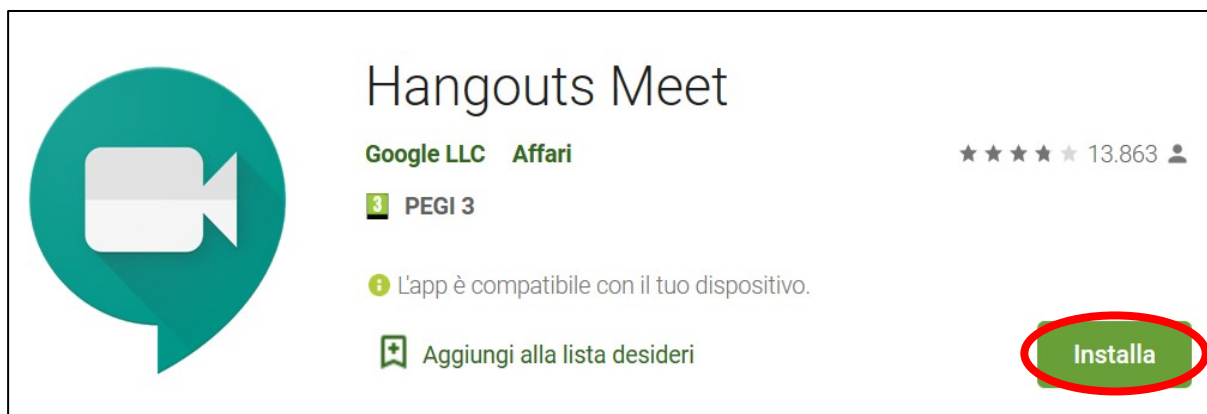 Hangouts Meet
Google LLC Affari
13.863
3 PEGI 3
L'app è compatibile con il tuo dispositivo.
Aggiungi alla lista desideri
Installa